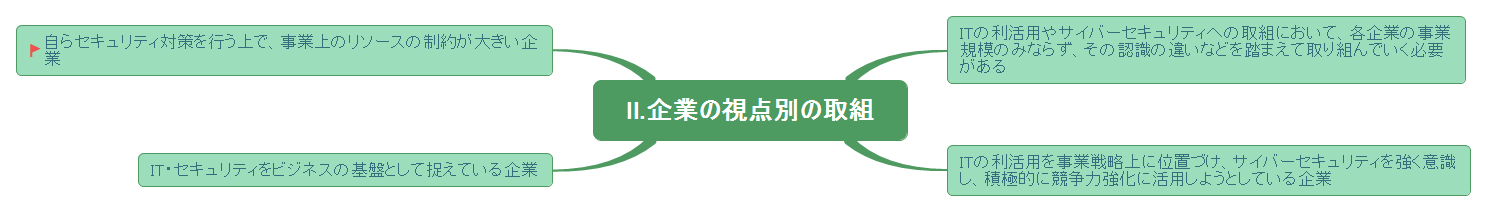 自らセキュリティ対策を行う上で、事業上のリソースの制約が大きい企
業
IT・セキュリティをビジネスの基盤として捉えている企業
II.企業の視点別の取組
ITの利活用やサイバーセキュリティへの取組において、各企業の事業
規模のみならず、その認識の違いなどを踏まえて取り組んでいく必要
がある
ITの利活用を事業戦略上に位置づけ、サイバーセキュリティを強く意識
し、積極的に競争力強化に活用しようとしている企業